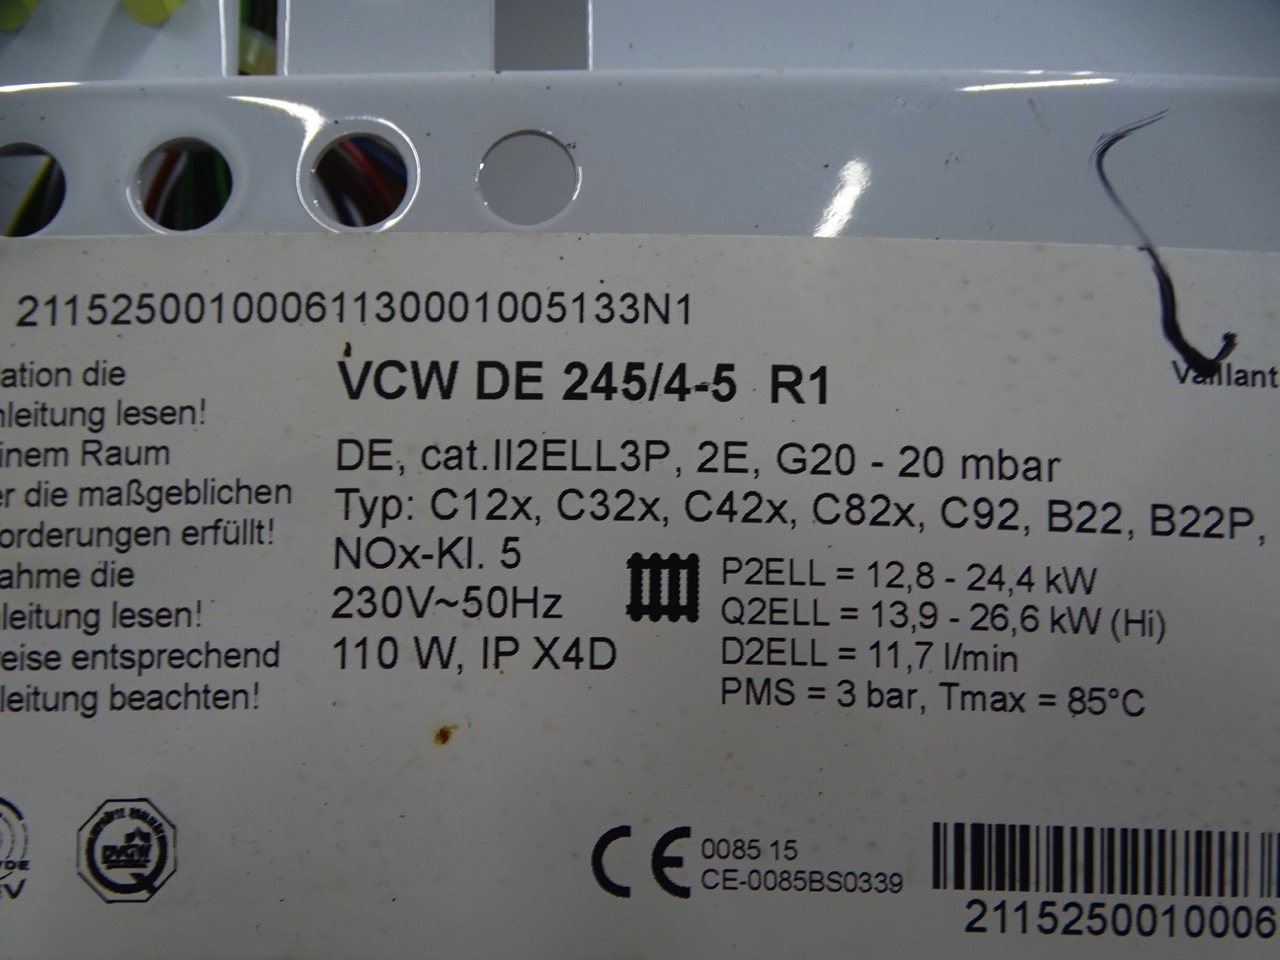 21152500100061130001005133N1
ation die
nleitung lesen!
inem Raum
er die maßgeblichen
orderungen erfüllt!
ahme die
leitung lesen!
eise entsprechend
leitung beachten!
VCW DE 245/4-5 R1
Vaillant
DE, cat.II2ELL3P, 2E, G20 - 20 mbar
Typ: C12x, C32x, C42x, C82x, C92, B22, B22P,
NOx-Kl. 5
230V~50Hz
110 W, IP X4D
P2ELL = 12,8 - 24,4 kW
Q2ELL = 13,9 - 26,6 kW (Hi)
D2ELL = 11,7 l/min
PMS = 3 bar, Tmax = 85°C
DVGW
CE 0085 15
CE-0085BS0339
2115250010006